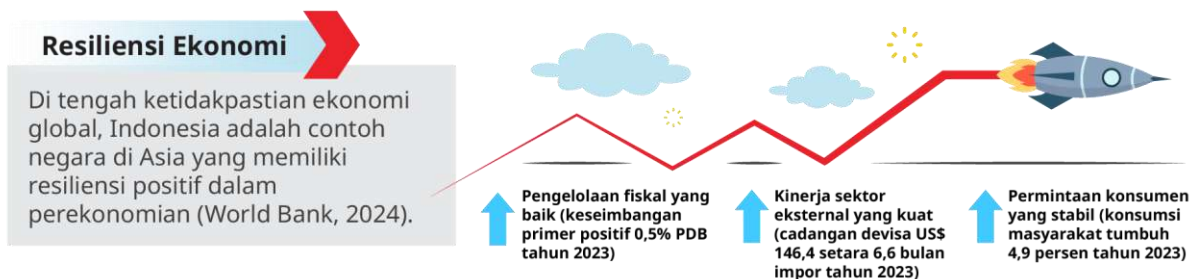 Resiliensi Ekonomi
Di tengah ketidakpastian ekonomi
global, Indonesia adalah contoh
negara di Asia yang memiliki
resiliensi positif dalam
perekonomian (World Bank, 2024).
Pengelolaan fiskal yang
baik (keseimbangan
primer positif 0,5% PDB
tahun 2023)
Kinerja sektor
eksternal yang kuat
(cadangan devisa US$
146,4 setara 6,6 bulan
impor tahun 2023)
Permintaan konsumen
yang stabil (konsumsi
masyarakat tumbuh
4,9 persen tahun 2023)